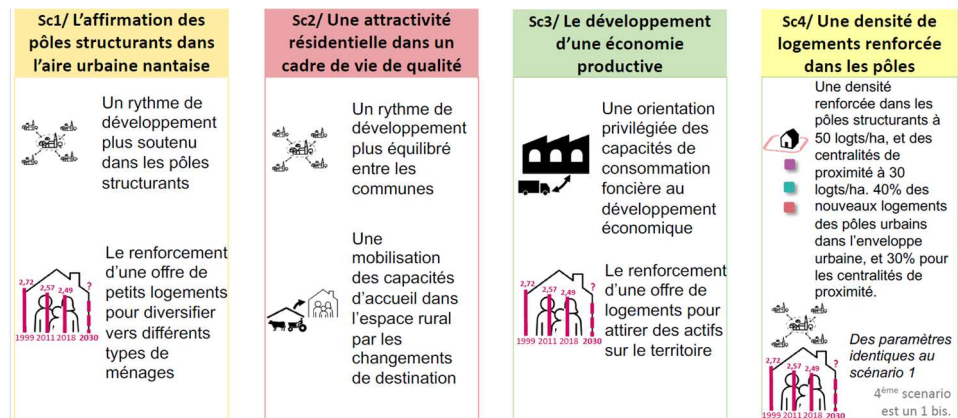 Sc1/ L'affirmation des
pôles structurants dans
l'aire urbaine nantaise
Un rythme de
développement
plus soutenu
dans les pôles
structurants
Le renforcement
d'une offre de
petits logements
pour diversifier
vers différents
types de
ménages
2,72
2,57
2,49
?
1999 2011 2018 2030
Sc2/ Une attractivité
résidentielle dans un
cadre de vie de qualité
Un rythme de
développement
plus équilibré
entre les
communes
Une
mobilisation
des capacités
d'accueil dans
l'espace rural
par les
changements
de destination
Sc3/ Le développement
d'une économie
productive
Une orientation
privilégiée des
capacités de
consommation
foncière au
développement
économique
Le renforcement
d'une offre de
logements pour
attirer des actifs
sur le territoire
2,72
2,57
2,49
?
1999 2011 2018 2030
Sc4/ Une densité de
logements renforcée
dans les pôles
Une densité
renforcée dans les
pôles structurants à
50 logts/ha, et des
centralités de
proximité à 30
logts/ha. 40% des
nouveaux logements
des pôles urbains
dans l'enveloppe
urbaine, et 30% pour
les centralités de
proximité.
Des paramètres
identiques au
scénario 1
4ème scenario
est un 1 bis.
2,72
2,57
2,49
?
1999 2011 2018 2030